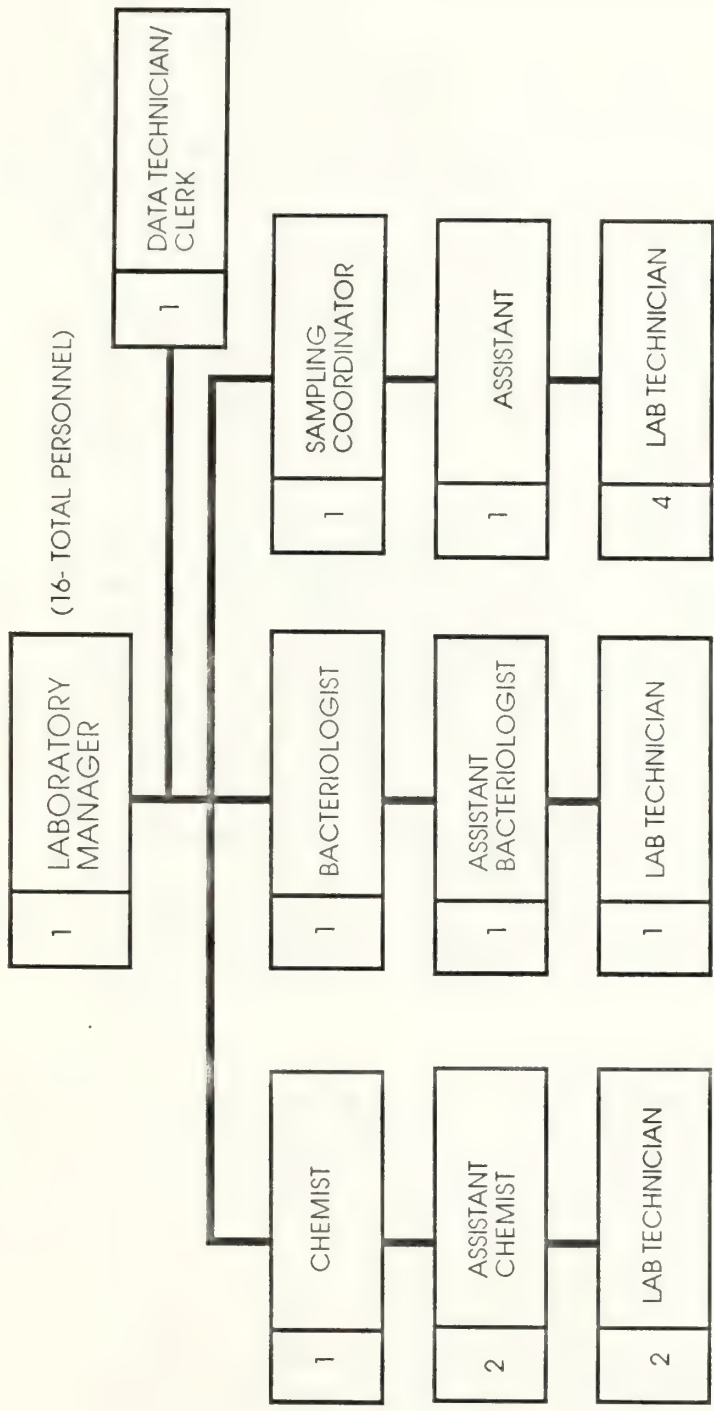 1
LABORATORY
MANAGER
(16- TOTAL PERSONNEL)
1
DATA TECHNICIAN/
CLERK
1
CHEMIST
1
BACTERIOLOGIST
1
SAMPLING
COORDINATOR
2
ASSISTANT
CHEMIST
1
ASSISTANT
BACTERIOLOGIST
1
ASSISTANT
2
LAB TECHNICIAN
1
LAB TECHNICIAN
4
LAB TECHNICIAN